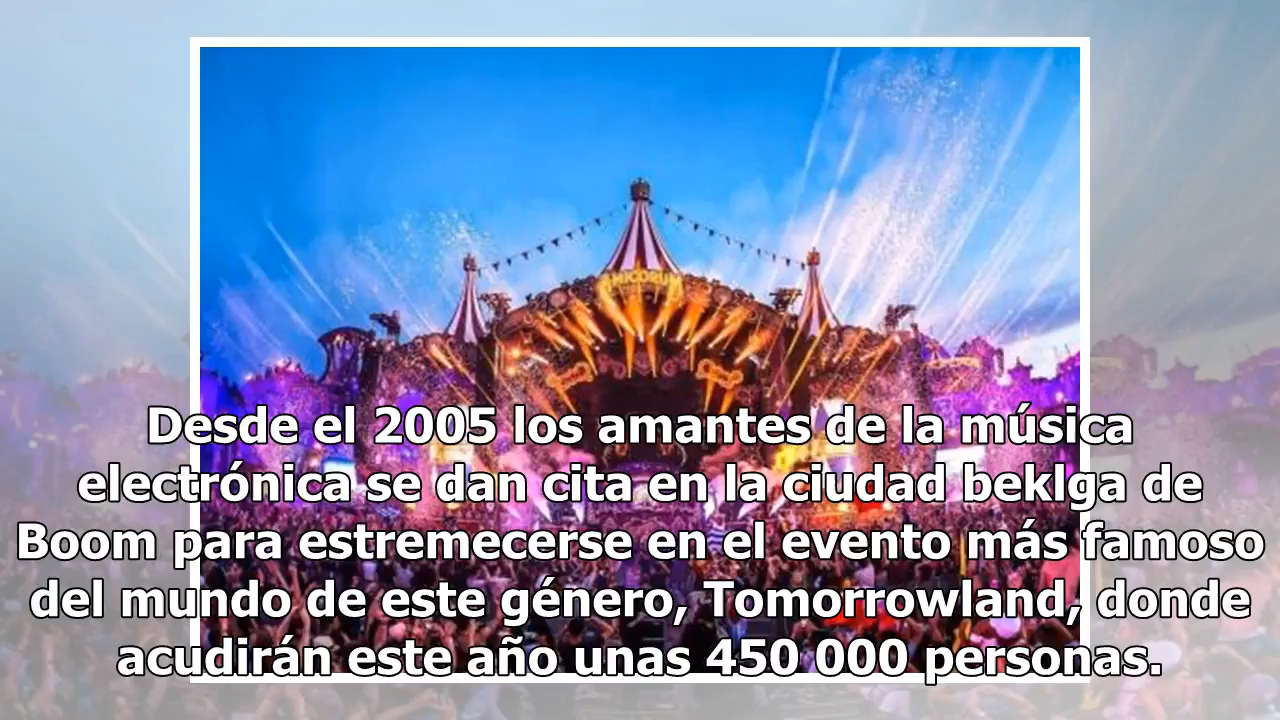 AMICORUM
Desde el 2005 los amantes de la música
electrónica se dan cita en la ciudad beklga de
Boom para estremecerse en el evento más famoso
del mundo de este género, Tomorrowland, donde
acudirán este año unas 450 000 personas.